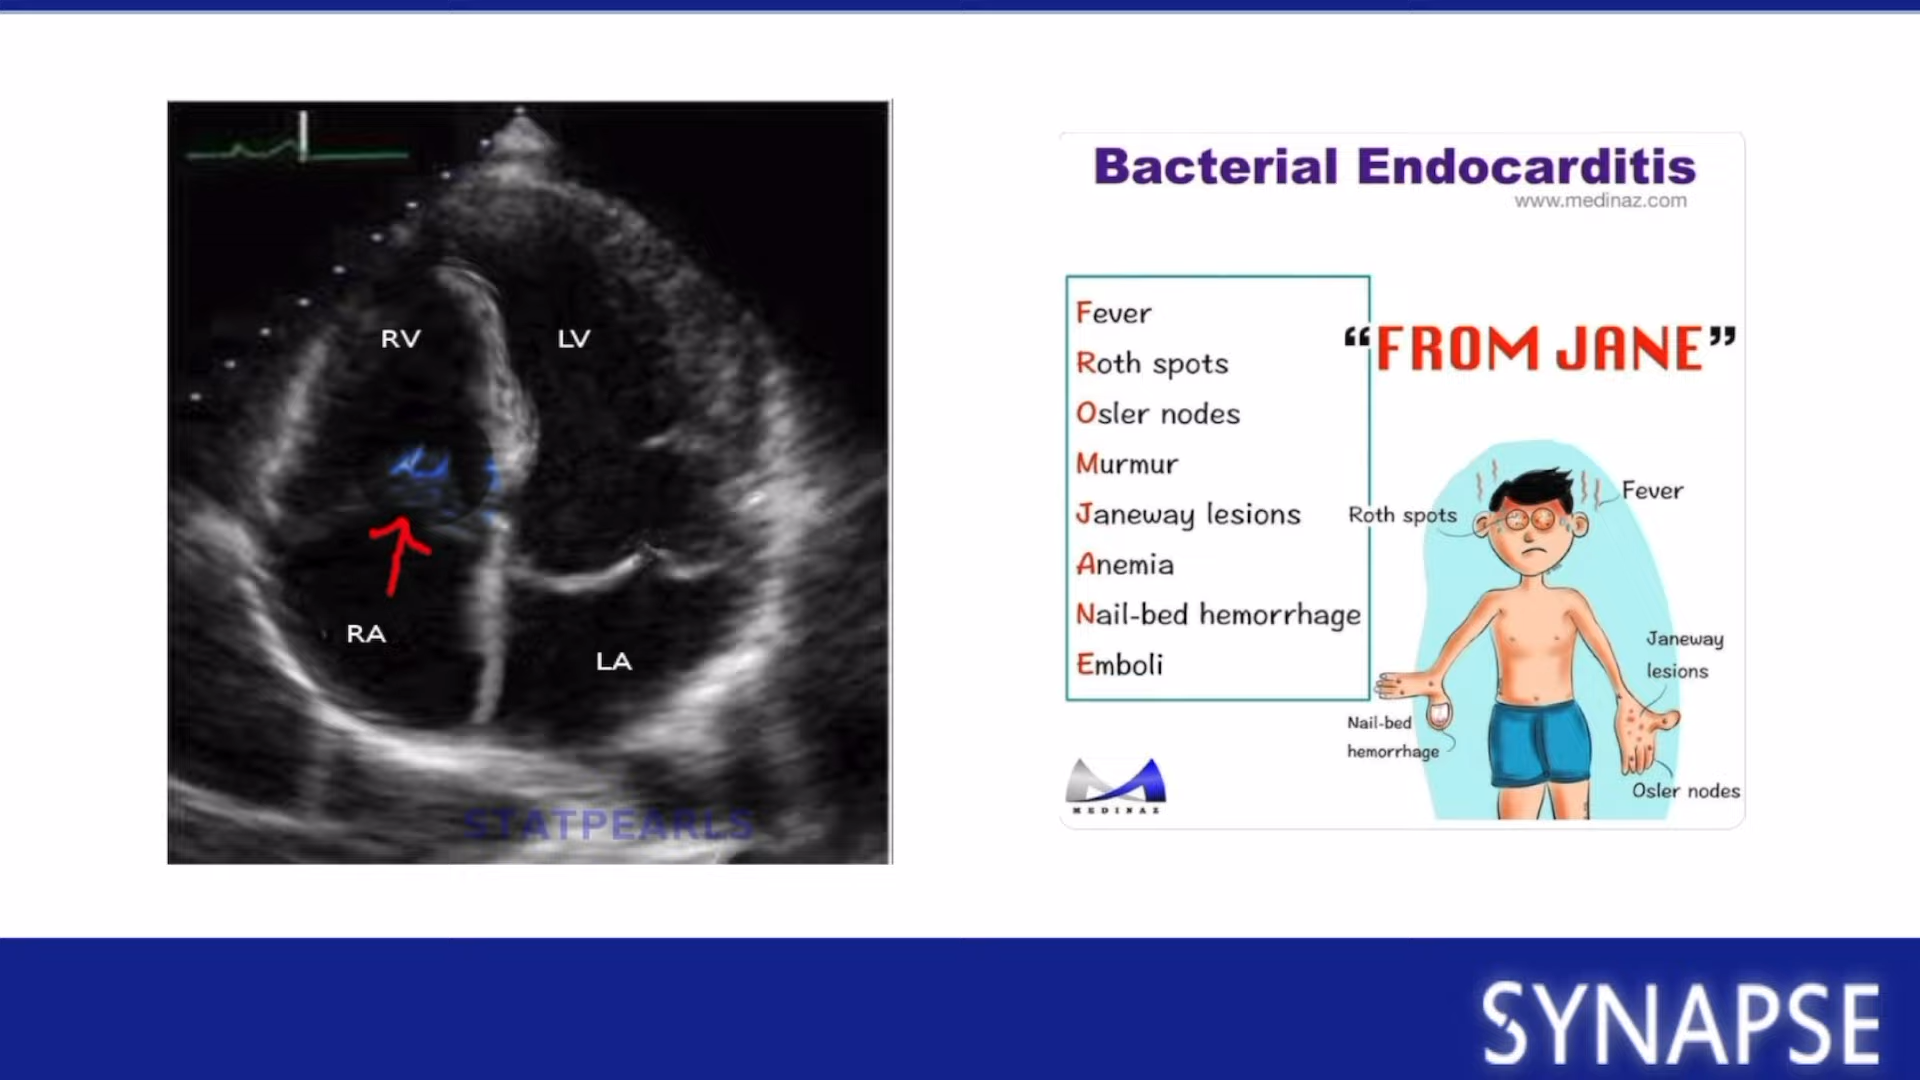 RV
LV
RA
LA
STATPEARLS
Bacterial Endocarditis
www.medinaz.com
Fever
Roth spots
Osler nodes
Murmur
Janeway lesions
Anemia
Nail-bed hemorrhage
Emboli
“FROM JANE”
Fever
Roth spots
Janeway
lesions
Nail-bed
hemorrhage
Osler nodes
MEDINAZ
SYNAPSE